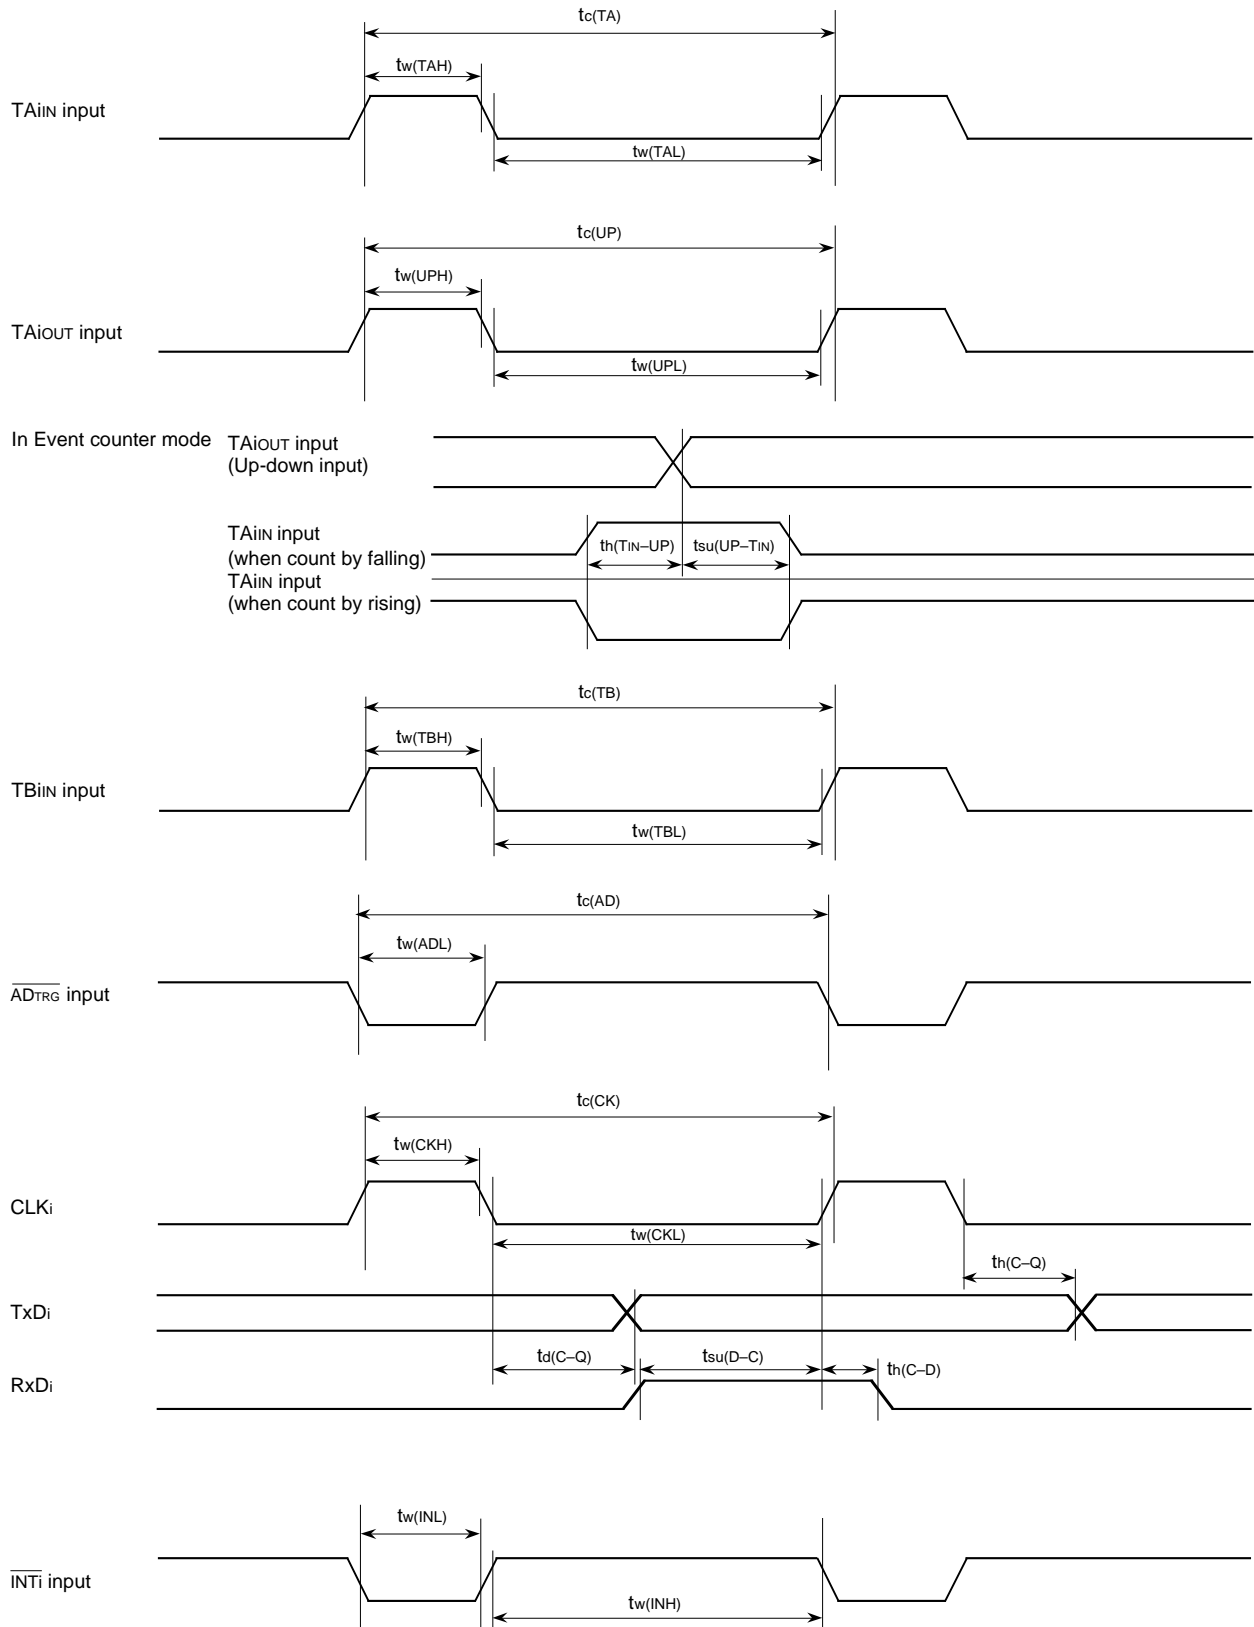 tc(TA)
tw(TAH)
TAiIN input
tw(TAL)
tc(UP)
tw(UPH)
TAiOUT input
tw(UPL)
In Event counter mode
TAiOUT input
(Up-down input)
TAiIN input
(when count by falling)
th(TIN–UP)
tsu(UP–TIN)
TAiIN input
(when count by rising)
tc(TB)
tw(TBH)
TBiIN input
tw(TBL)
tc(AD)
tw(ADL)
ADTRG input
tc(CK)
tw(CKH)
CLKi
tw(CKL)
th(C–Q)
TxDi
td(C–Q)
tsu(D–C)
th(C–D)
RxDi
tw(INL)
INTi input
tw(INH)